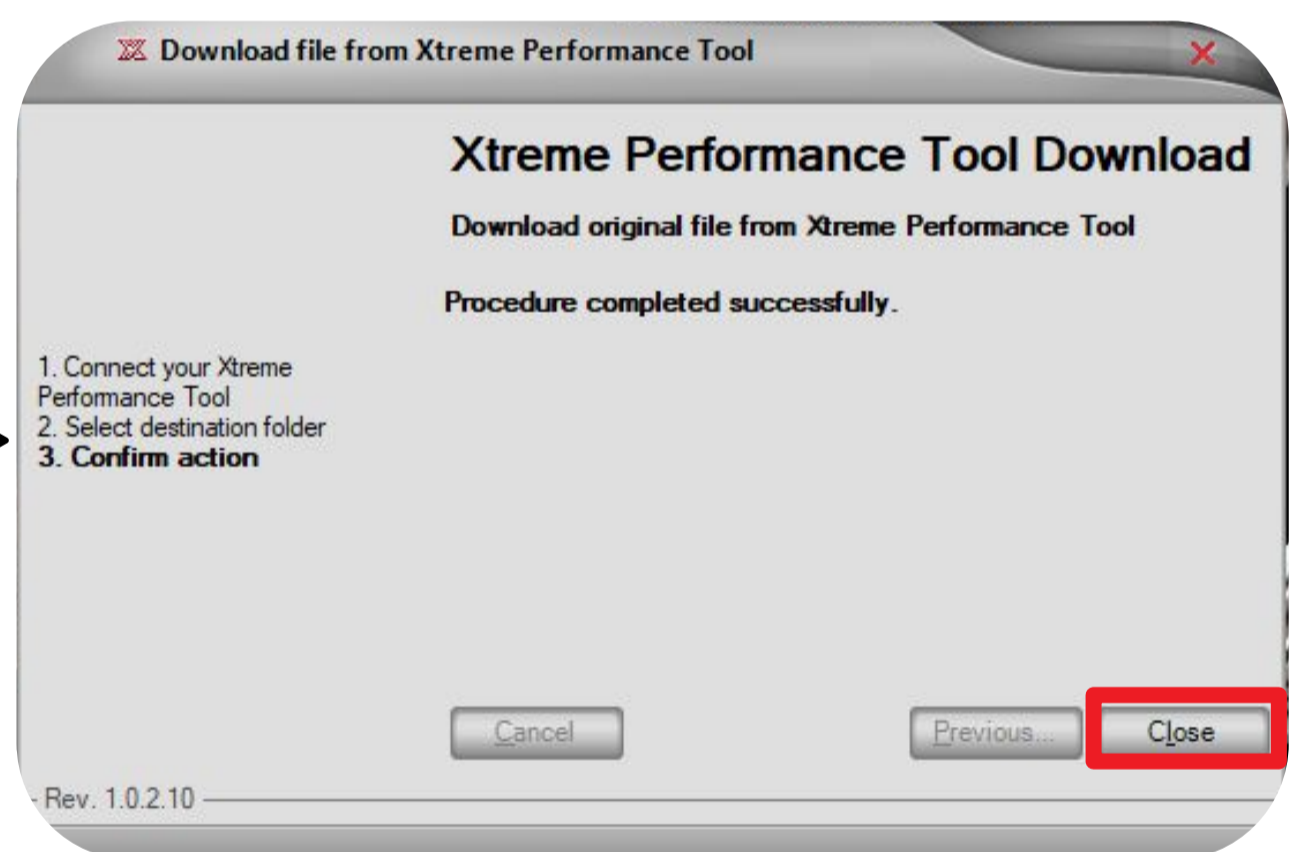 Download file from Xtreme Performance Tool
Xtreme Performance Tool Download
Download original file from Xtreme Performance Tool
Procedure completed successfully.
1. Connect your Xtreme
Performance Tool
2. Select destination folder
3. Confirm action
Cancel
Previous...
Close
Rev. 1.0.2.10